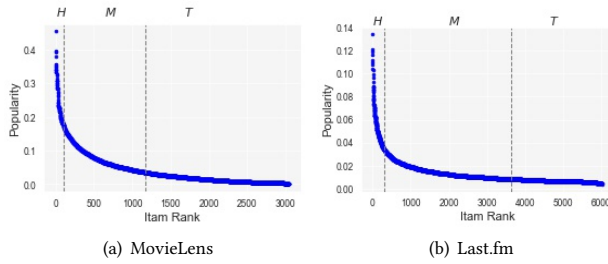 H M T
0.4
0.3
0.2
0.1
0.0
Popularity
0 500 1000 1500 2000 2500 3000
Itam Rank
(a) MovieLens
H M T
0.14
0.12
0.10
0.08
0.06
0.04
0.02
0.00
Popularity
0 1000 2000 3000 4000 5000 6000
Itam Rank
(b) Last.fm